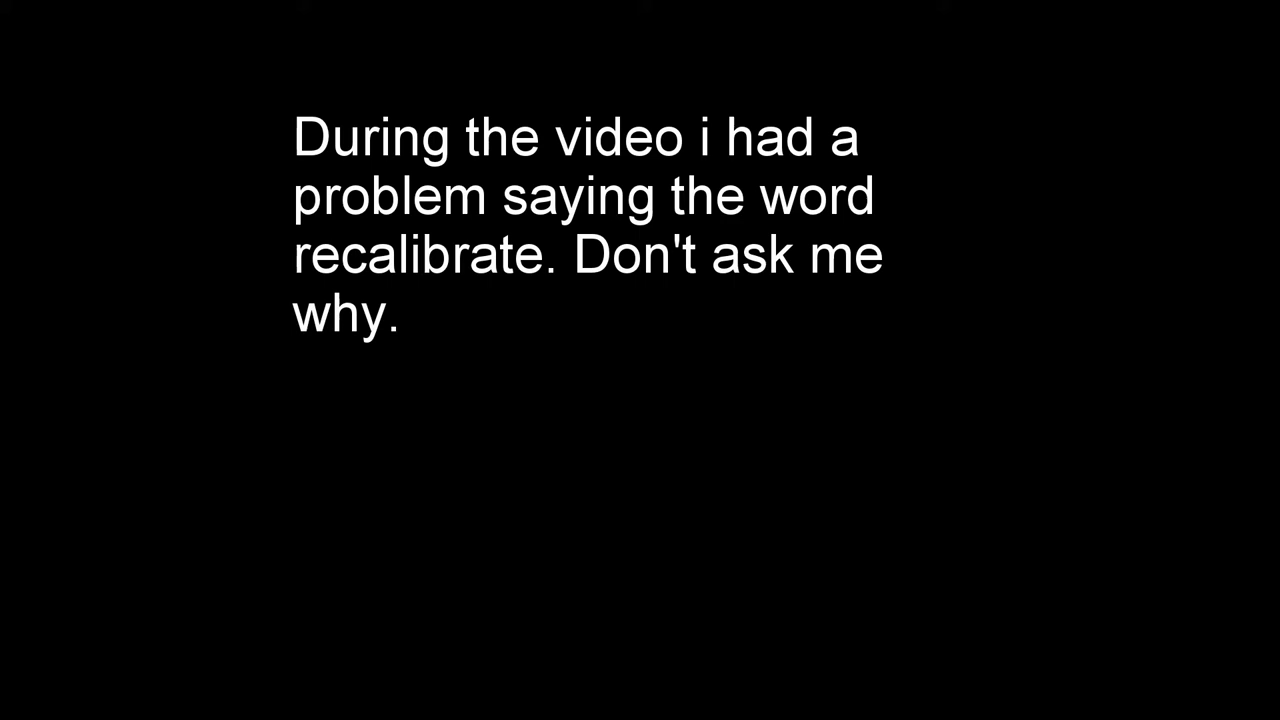 During the video i had a
problem saying the word
recalibrate. Don't ask me
why.